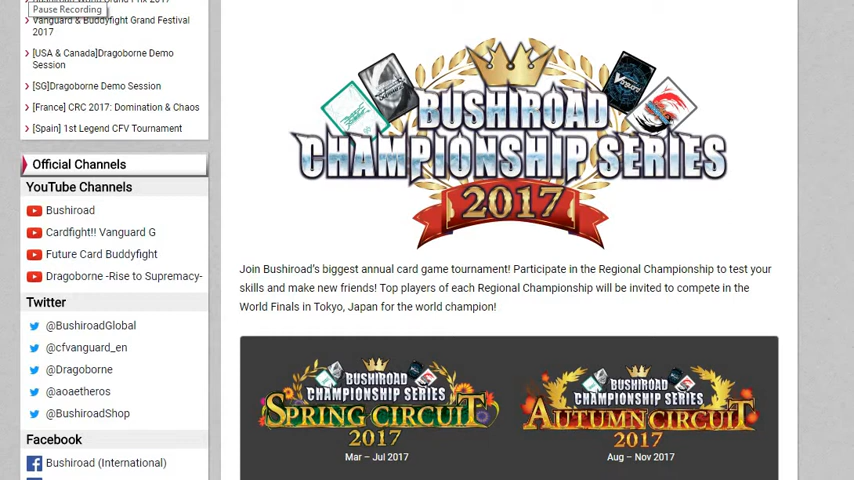 Pause Recording
Vanguard & Buddyfight Grand Festival
2017
[USA & Canada]Dragoborne Demo
Session
[SG]Dragoborne Demo Session
[France] CRC 2017: Domination & Chaos
[Spain] 1st Legend CFV Tournament
Official Channels
YouTube Channels
Bushiroad
Cardfight!! Vanguard G
Future Card Buddyfight
Dragoborne -Rise to Supremacy-
Twitter
@BushiroadGlobal
@cfvanguard_en
@Dragoborne
@aoaetheros
@BushiroadShop
Facebook
Bushiroad (International)
BUSHIROAD
CHAMPIONSHIP SERIES
2017
Join Bushiroad's biggest annual card game tournament! Participate in the Regional Championship to test your
skills and make new friends! Top players of each Regional Championship will be invited to compete in the
World Finals in Tokyo, Japan for the world champion!
BUSHIROAD
CHAMPIONSHIP SERIES
SPRING CIRCUIT
2017
Mar – Jul 2017
BUSHIROAD
CHAMPIONSHIP SERIES
AUTUMN CIRCUIT
2017
Aug – Nov 2017